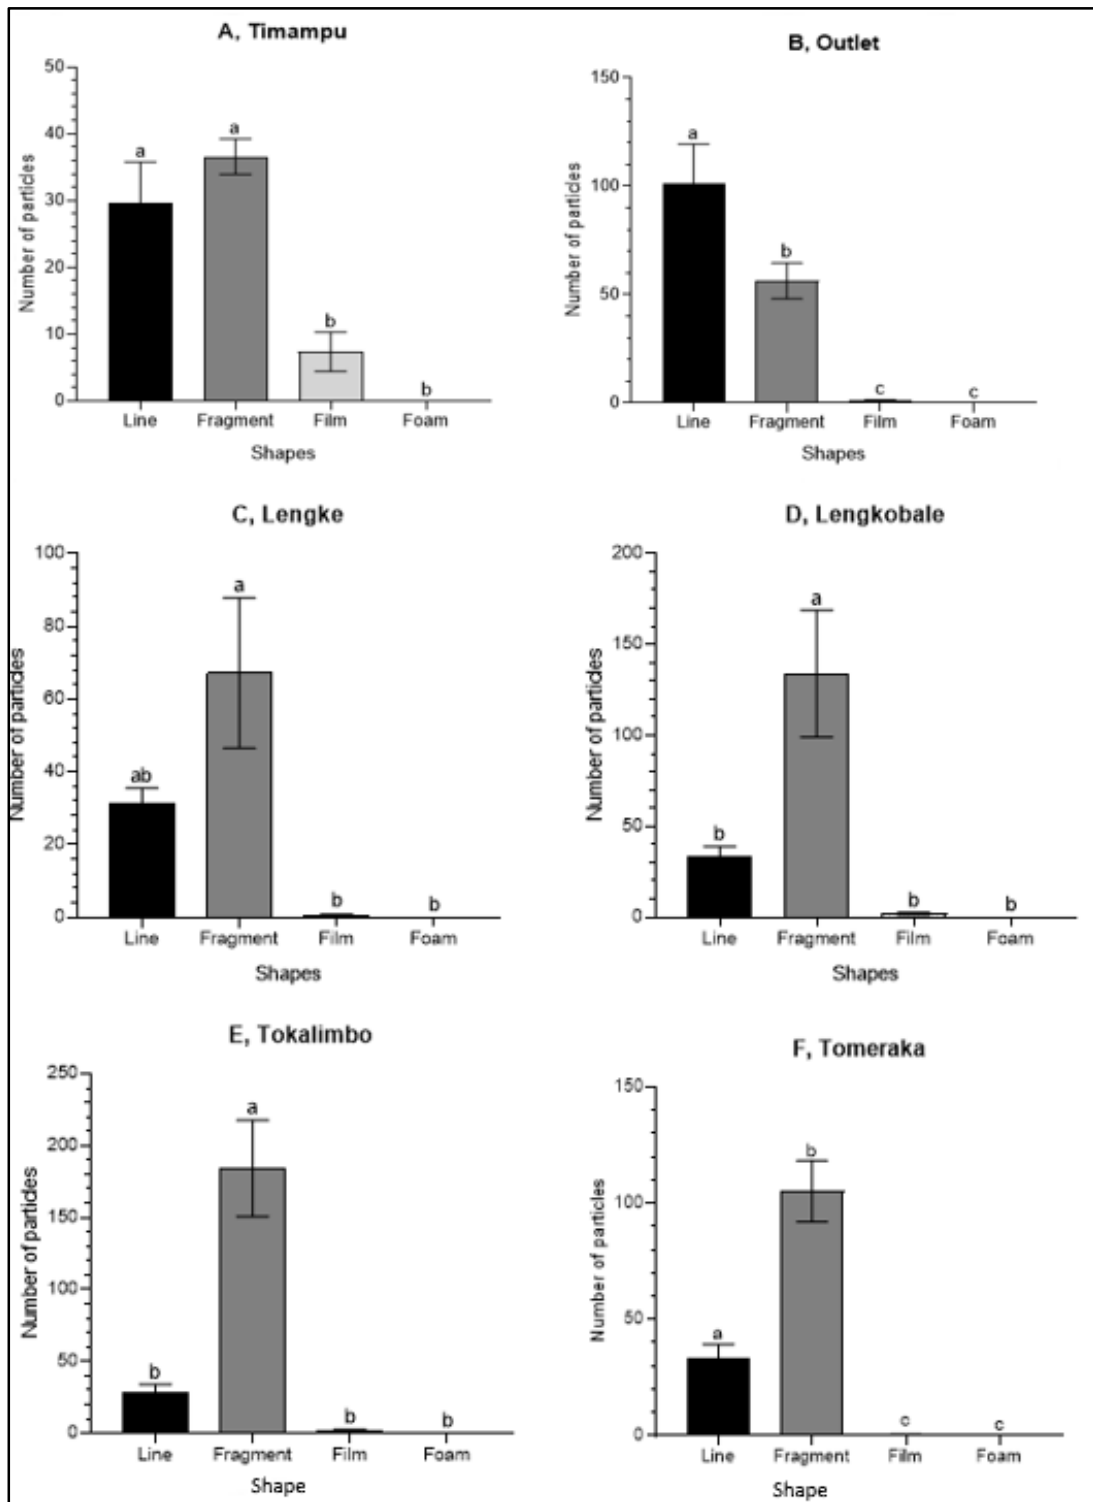 A, Timampu
50
40
30
20
10
0
Number of particles
a
a
b
b
Line Fragment Film Foam
Shapes
B, Outlet
150
100
50
0
Number of particles
a
b
c
c
Line Fragment Film Foam
Shapes
C, Lengke
100
80
60
40
20
0
Number of particles
ab
a
b
b
Line Fragment Film Foam
Shapes
D, Lengkobale
200
150
100
50
0
Number of particles
b
a
b
b
Line Fragment Film Foam
Shapes
E, Tokalimbo
250
200
150
100
50
0
Number of particles
b
a
b
b
Line Fragment Film Foam
Shape
F, Tomeraka
150
100
50
0
Number of particles
a
b
c
c
Line Fragment Film Foam
Shape